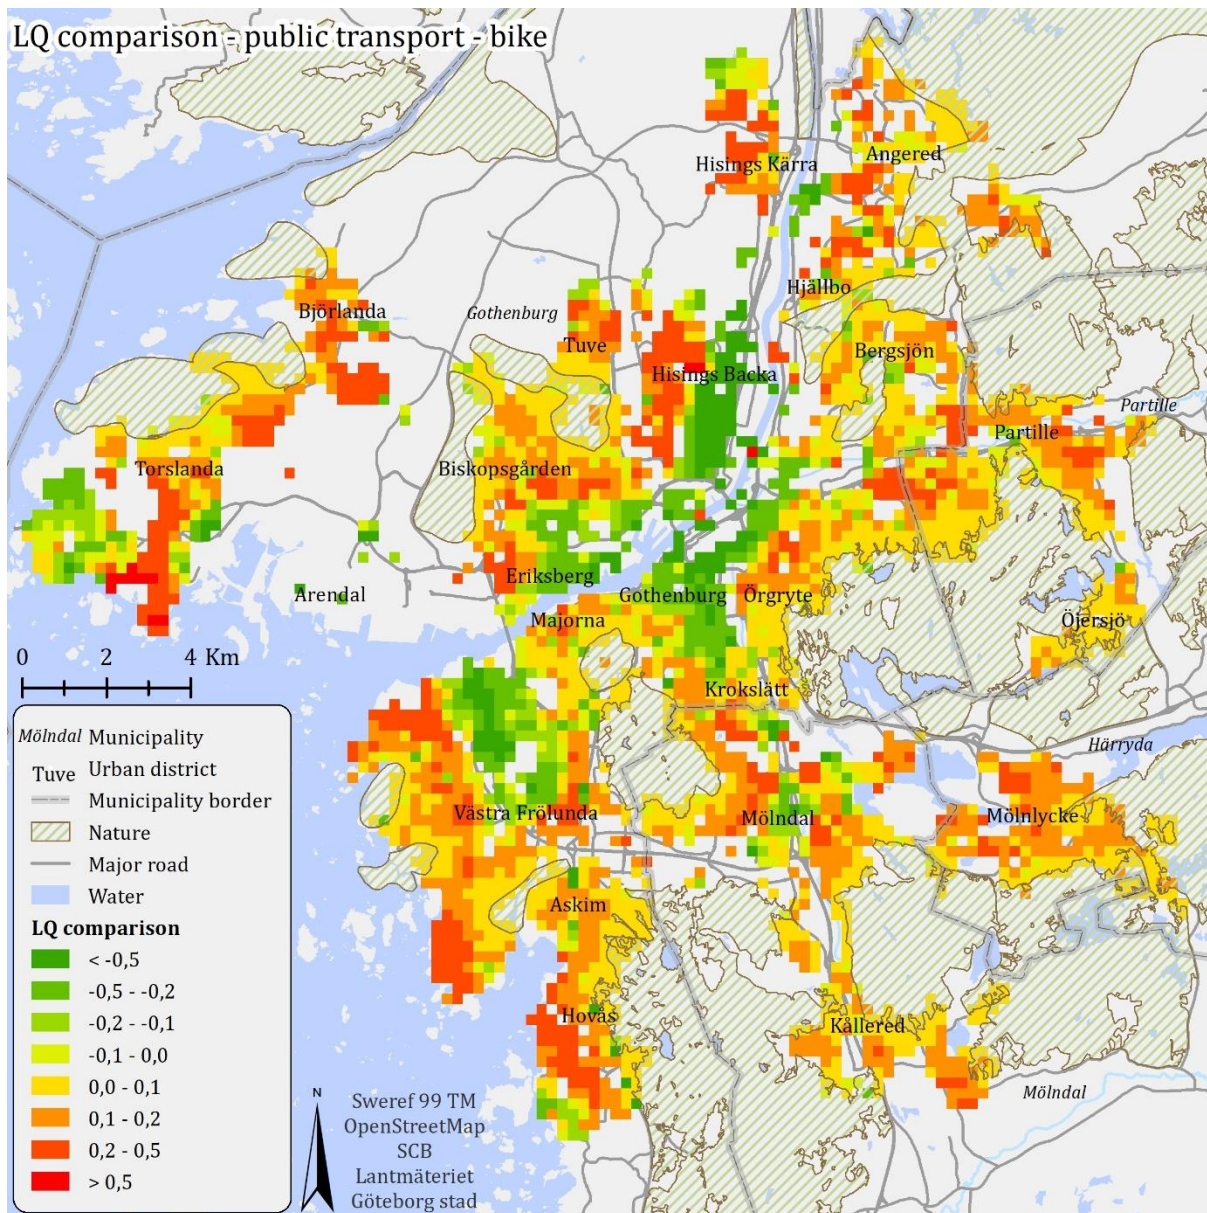 LQ comparison - public transport - bike
Hisings Kärra
Angered
Hjällbo
Björlanda
Gothenburg
Tuve
Hisings Backa
Bergsjön
Partille
Partille
Torslanda
Biskopsgården
Eriksberg
Arendal
Gothenburg
Örgryte
Majorna
Öjersjö
0 2 4 Km
Krokslätt
Härryda
Västra Frölunda
Mölndal
Mölnlycke
Askim
Hovås
Kållered
Mölndal
Mölndal Municipality
Tuve Urban district
Municipality border
Nature
Major road
Water
LQ comparison
< -0,5
-0,5 - -0,2
-0,2 - -0,1
-0,1 - 0,0
0,0 - 0,1
0,1 - 0,2
0,2 - 0,5
> 0,5
N
Sweref 99 TM
OpenStreetMap
SCB
Lantmäteriet
Göteborg stad